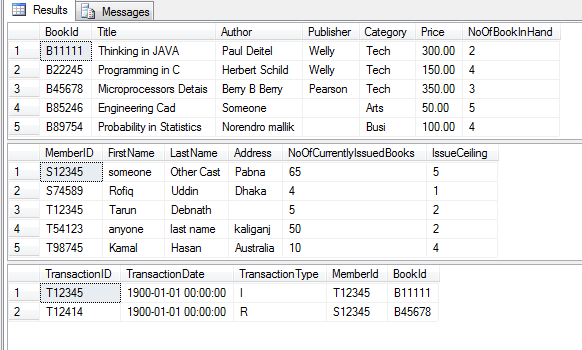 Results Messages
BookId Title Author Publisher Category Price NoOfBookInHand
1 B11111 Thinking in JAVA Paul Deitel Welly Tech 300.00 2
2 B22245 Programming in C Herbert Schild Welly Tech 150.00 4
3 B45678 Microprocessors Detais Berry B Berry Pearson Tech 350.00 3
4 B85246 Engineering Cad Someone Arts 50.00 5
5 B89754 Probability in Statistics Norendro mallik Busi 100.00 4
MemberID FirstName LastName Address NoOfCurrentlyIssuedBooks IssueCeiling
1 S12345 someone Other Cast Pabna 65 5
2 S74589 Rofiq Uddin Dhaka 4 1
3 T12345 Tarun Debnath 5 2
4 T54123 anyone last name kaliganj 50 2
5 T98745 Kamal Hasan Australia 10 4
TransactionID TransactionDate TransactionType MemberId BookId
1 T12345 1900-01-01 00:00:00 I T12345 B11111
2 T12414 1900-01-01 00:00:00 R S12345 B45678